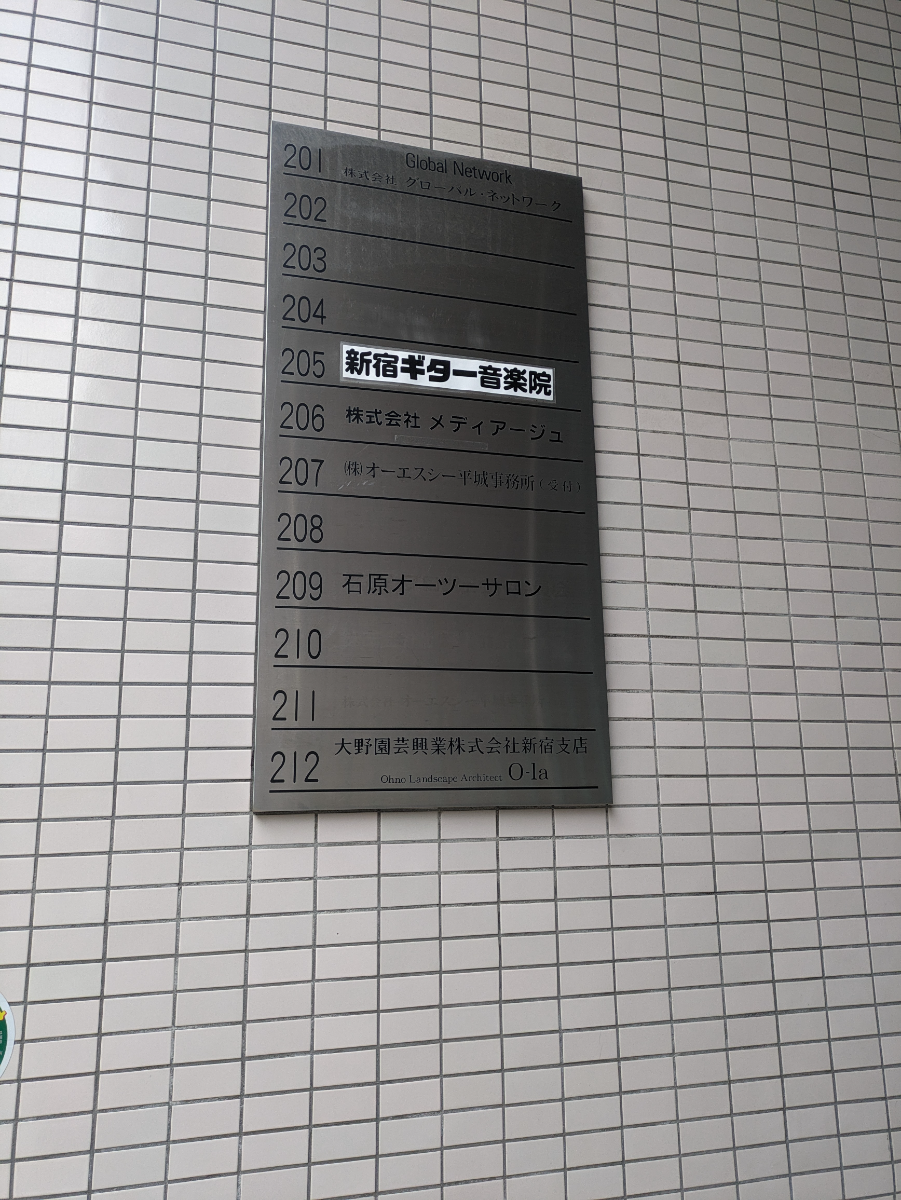 201 Global Network
株式会社 グローバル・ネットワーク
202
203
204
205 新宿ギター音楽院
206 株式会社 メディアージュ
207 ㈱オーエスシー平城事務所(受付)
208
209 石原オーツーサロン
210
211
大野園芸興業株式会社新宿支店
212 Ohno Landscape Architect O-la